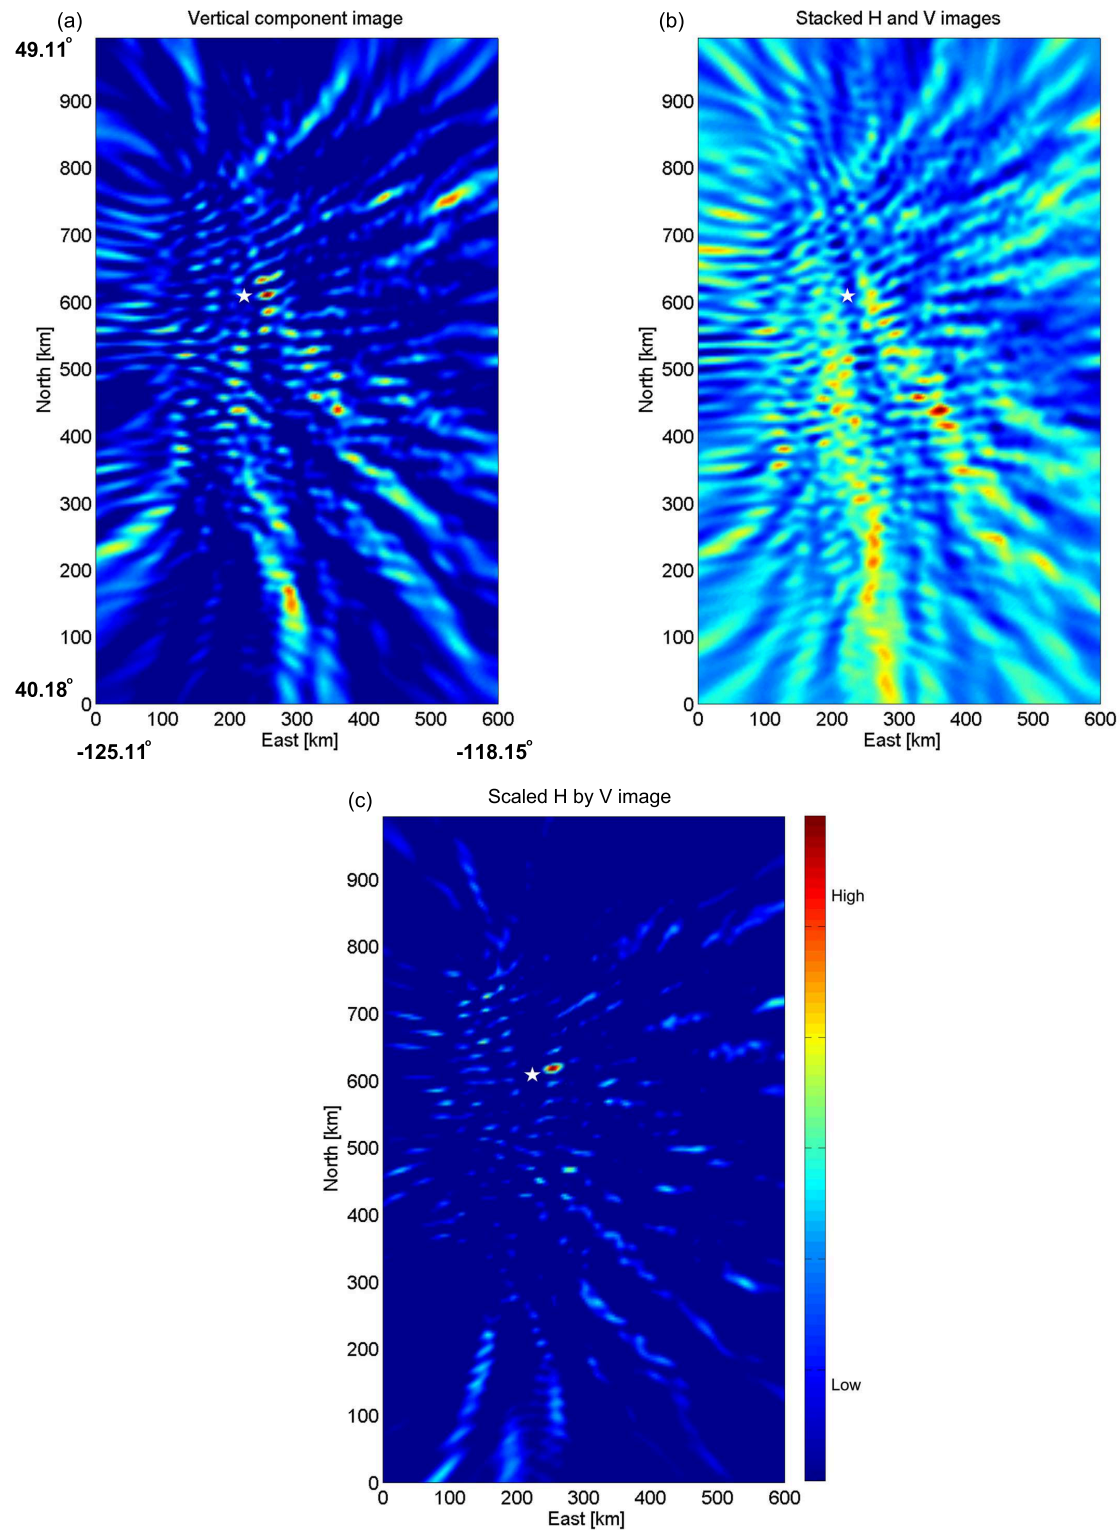 (a) Vertical component image
49.11°
900
800
700
600
500
400
300
200
100
0
North [km]
40.18°
0 100 200 300 400 500 600
East [km]
-125.11° -118.15°
(b) Stacked H and V images
900
800
700
600
500
400
300
200
100
0
North [km]
0 100 200 300 400 500 600
East [km]
(c) Scaled H by V image
900
800
700
600
500
400
300
200
100
0
North [km]
0 100 200 300 400 500 600
East [km]
High
Low